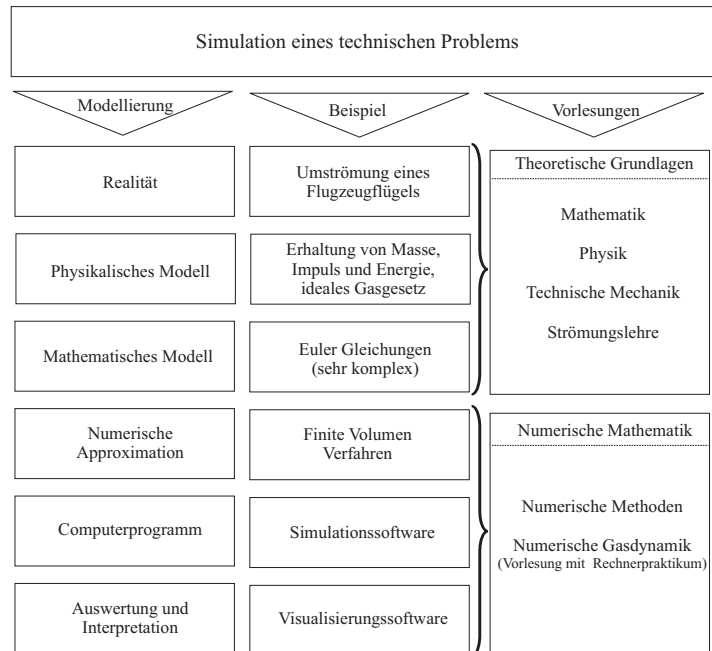 Simulation eines technischen Problems
Modellierung
Beispiel
Vorlesungen
Realität
Umströmung eines
Flugzeugflügels
Theoretische Grundlagen
Mathematik
Physik
Technische Mechanik
Strömungslehre
Physikalisches Modell
Erhaltung von Masse,
Impuls und Energie,
ideales Gasgesetz
Mathematisches Modell
Euler Gleichungen
(sehr komplex)
Numerische
Approximation
Finite Volumen
Verfahren
Numerische Mathematik
Numerische Methoden
Numerische Gasdynamik
(Vorlesung mit Rechnerpraktikum)
Computerprogramm
Simulationssoftware
Auswertung und
Interpretation
Visualisierungssoftware